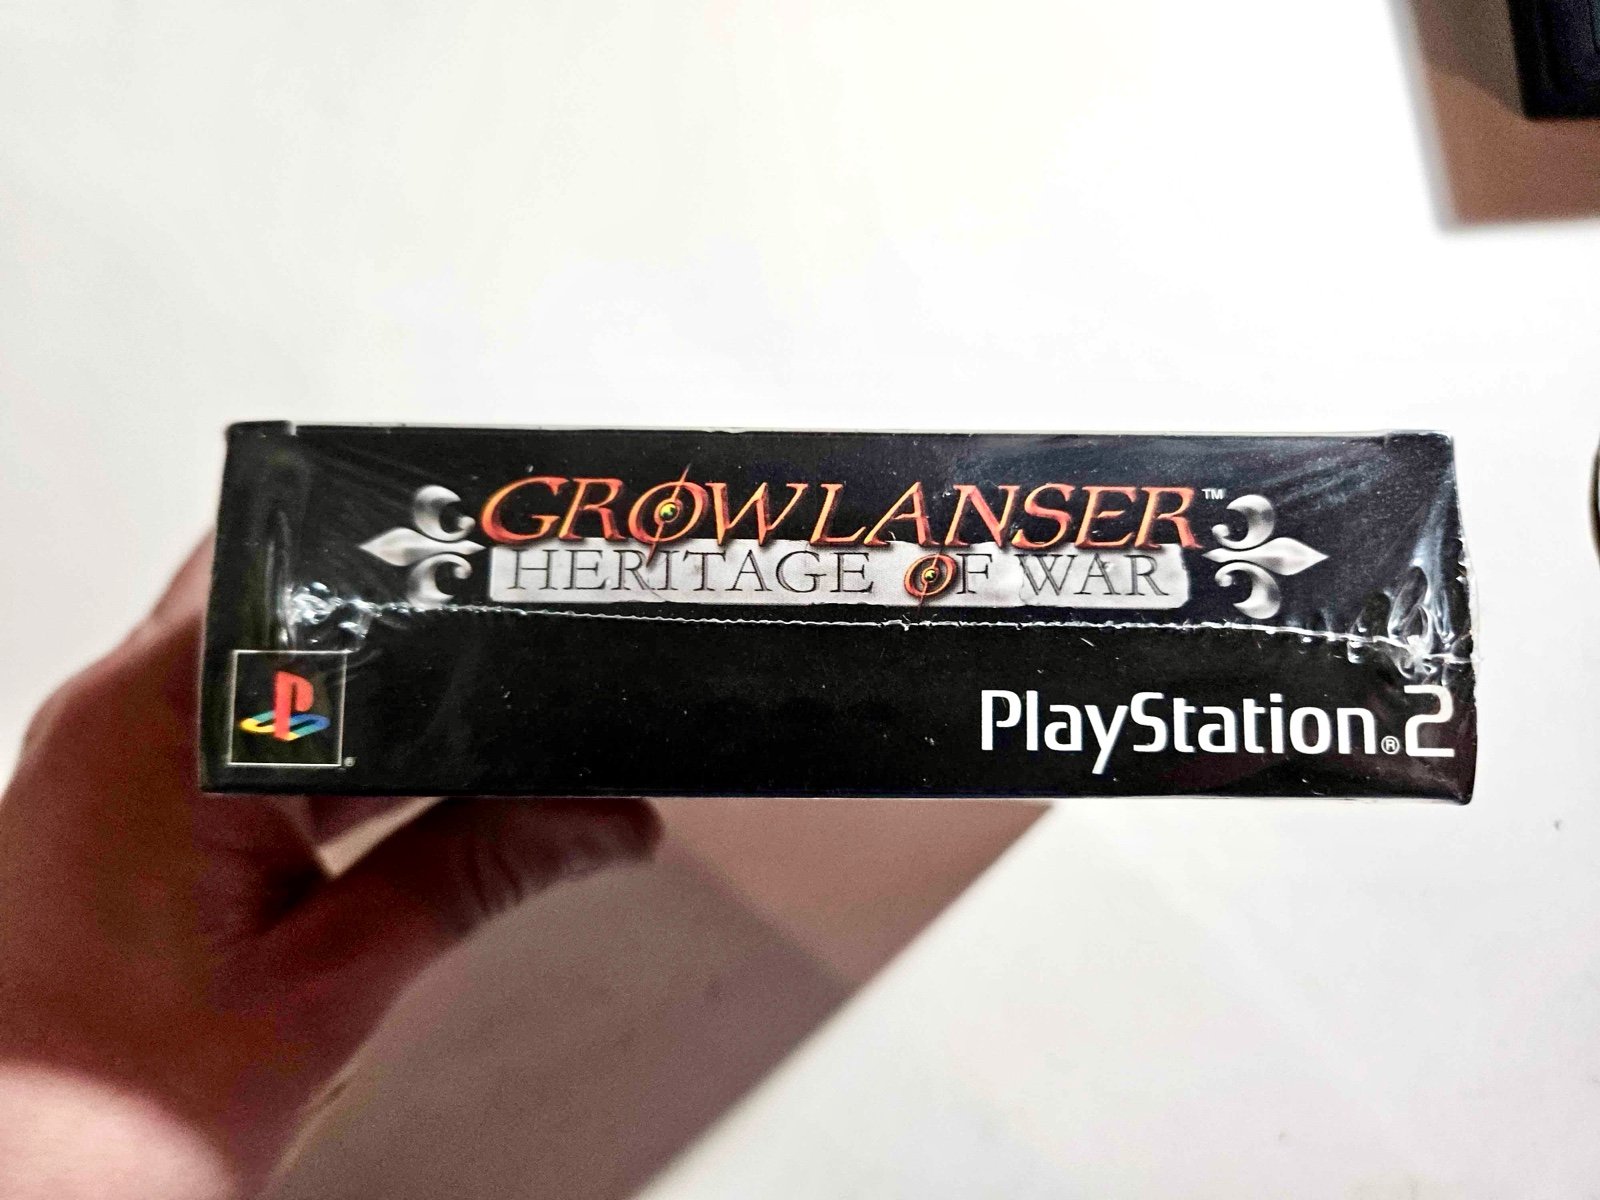 GROWLANSER™
HERITAGE OF WAR
PlayStation®2